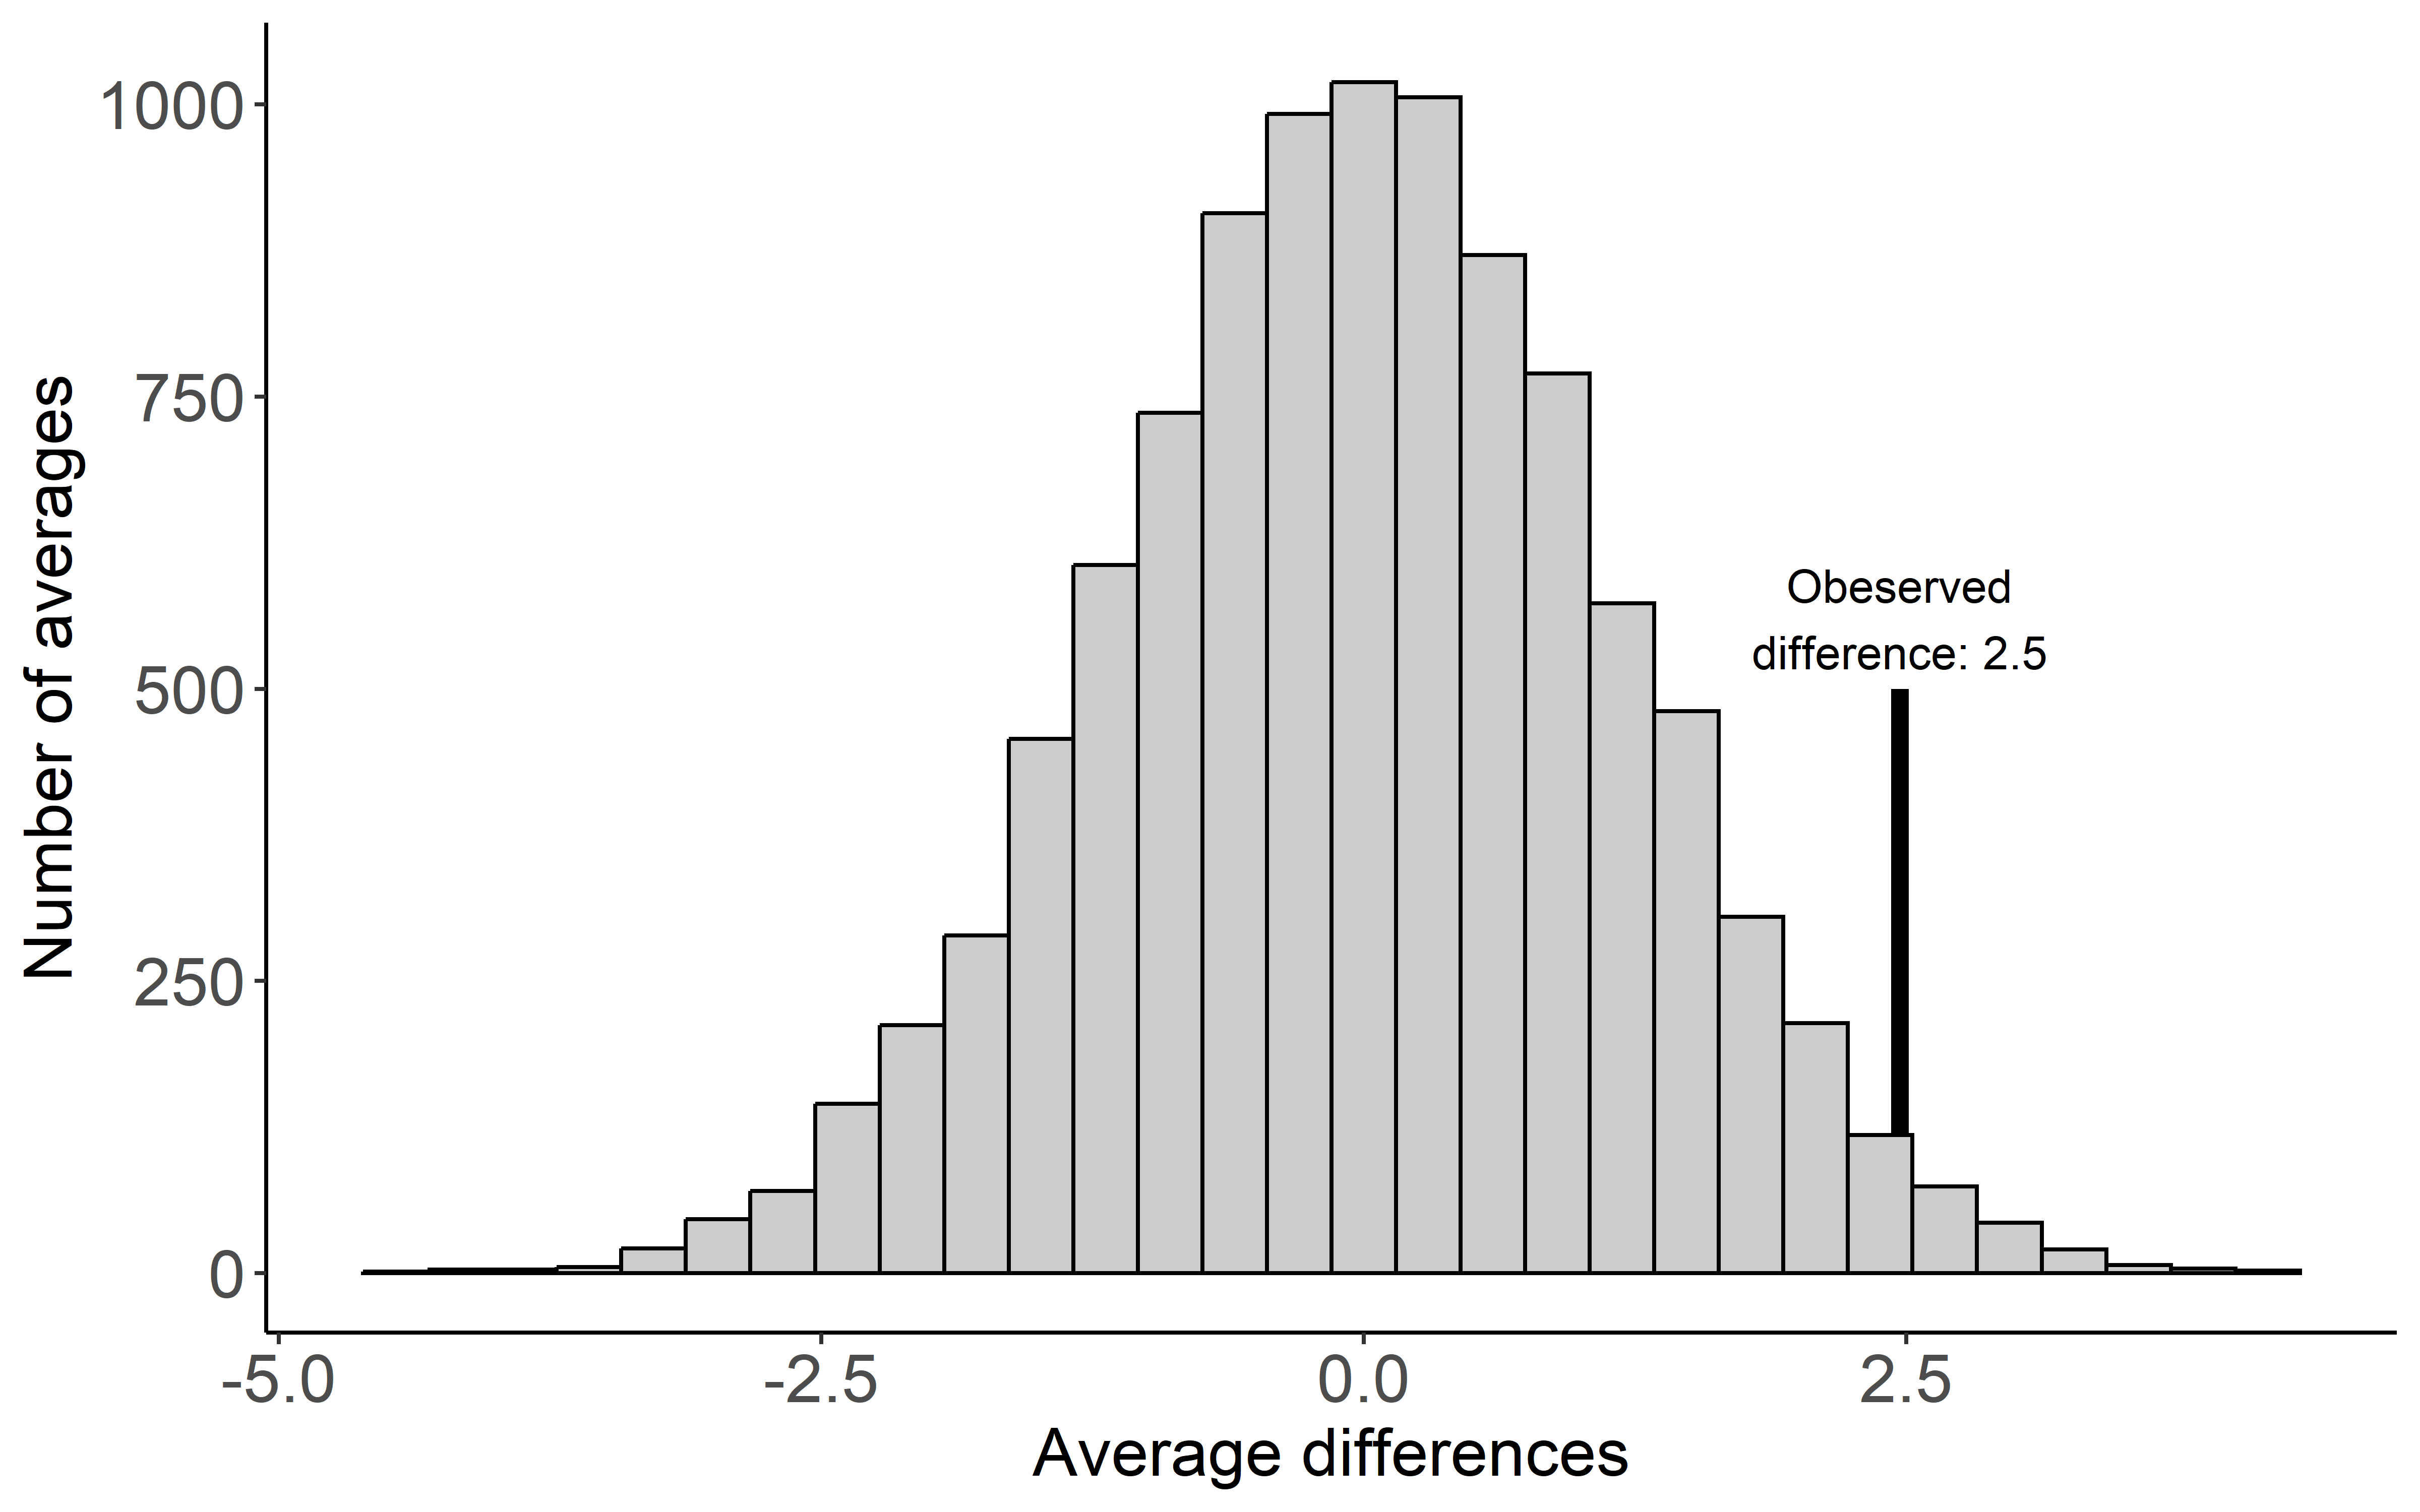 Number of averages
1000
750
500
250
0
Obeserved
difference: 2.5
-5.0
-2.5
0.0
2.5
Average differences